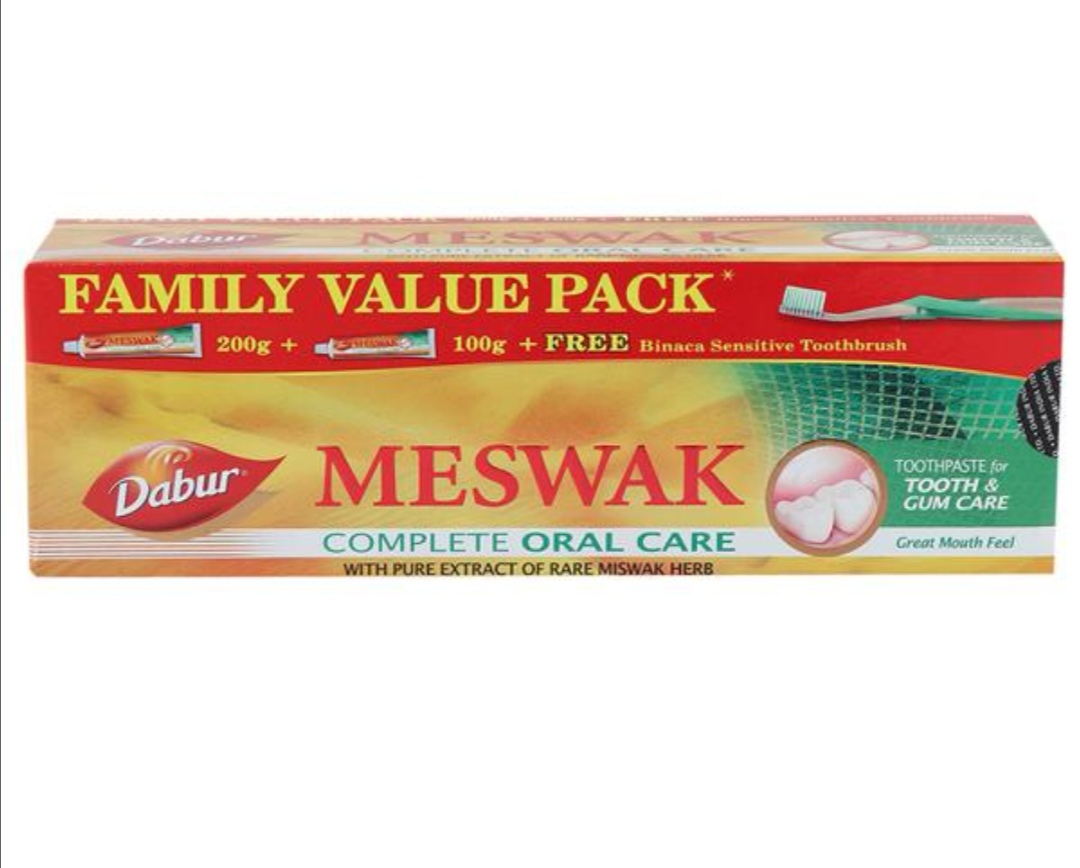 Dabur MESWAK
COMPLETE ORAL CARE
FAMILY VALUE PACK*
MESWAK 200g + MESWAK 100g + FREE Binaca Sensitive Toothbrush
Dabur
MESWAK
TOOTHPASTE for
TOOTH &
GUM CARE
COMPLETE ORAL CARE
Great Mouth Feel
WITH PURE EXTRACT OF RARE MISWAK HERB